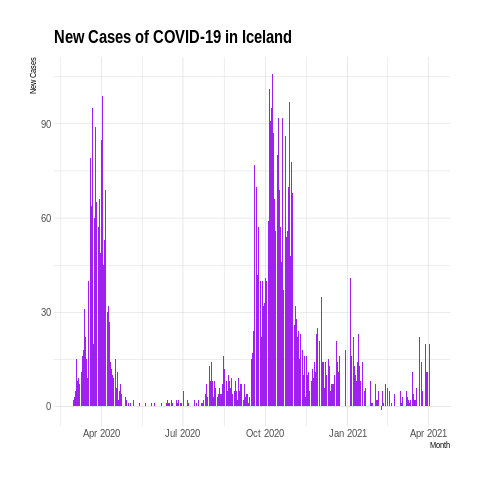 New Cases of COVID-19 in Iceland
New Cases
90
60
30
0
Apr 2020
Jul 2020
Oct 2020
Jan 2021
Apr 2021
Month